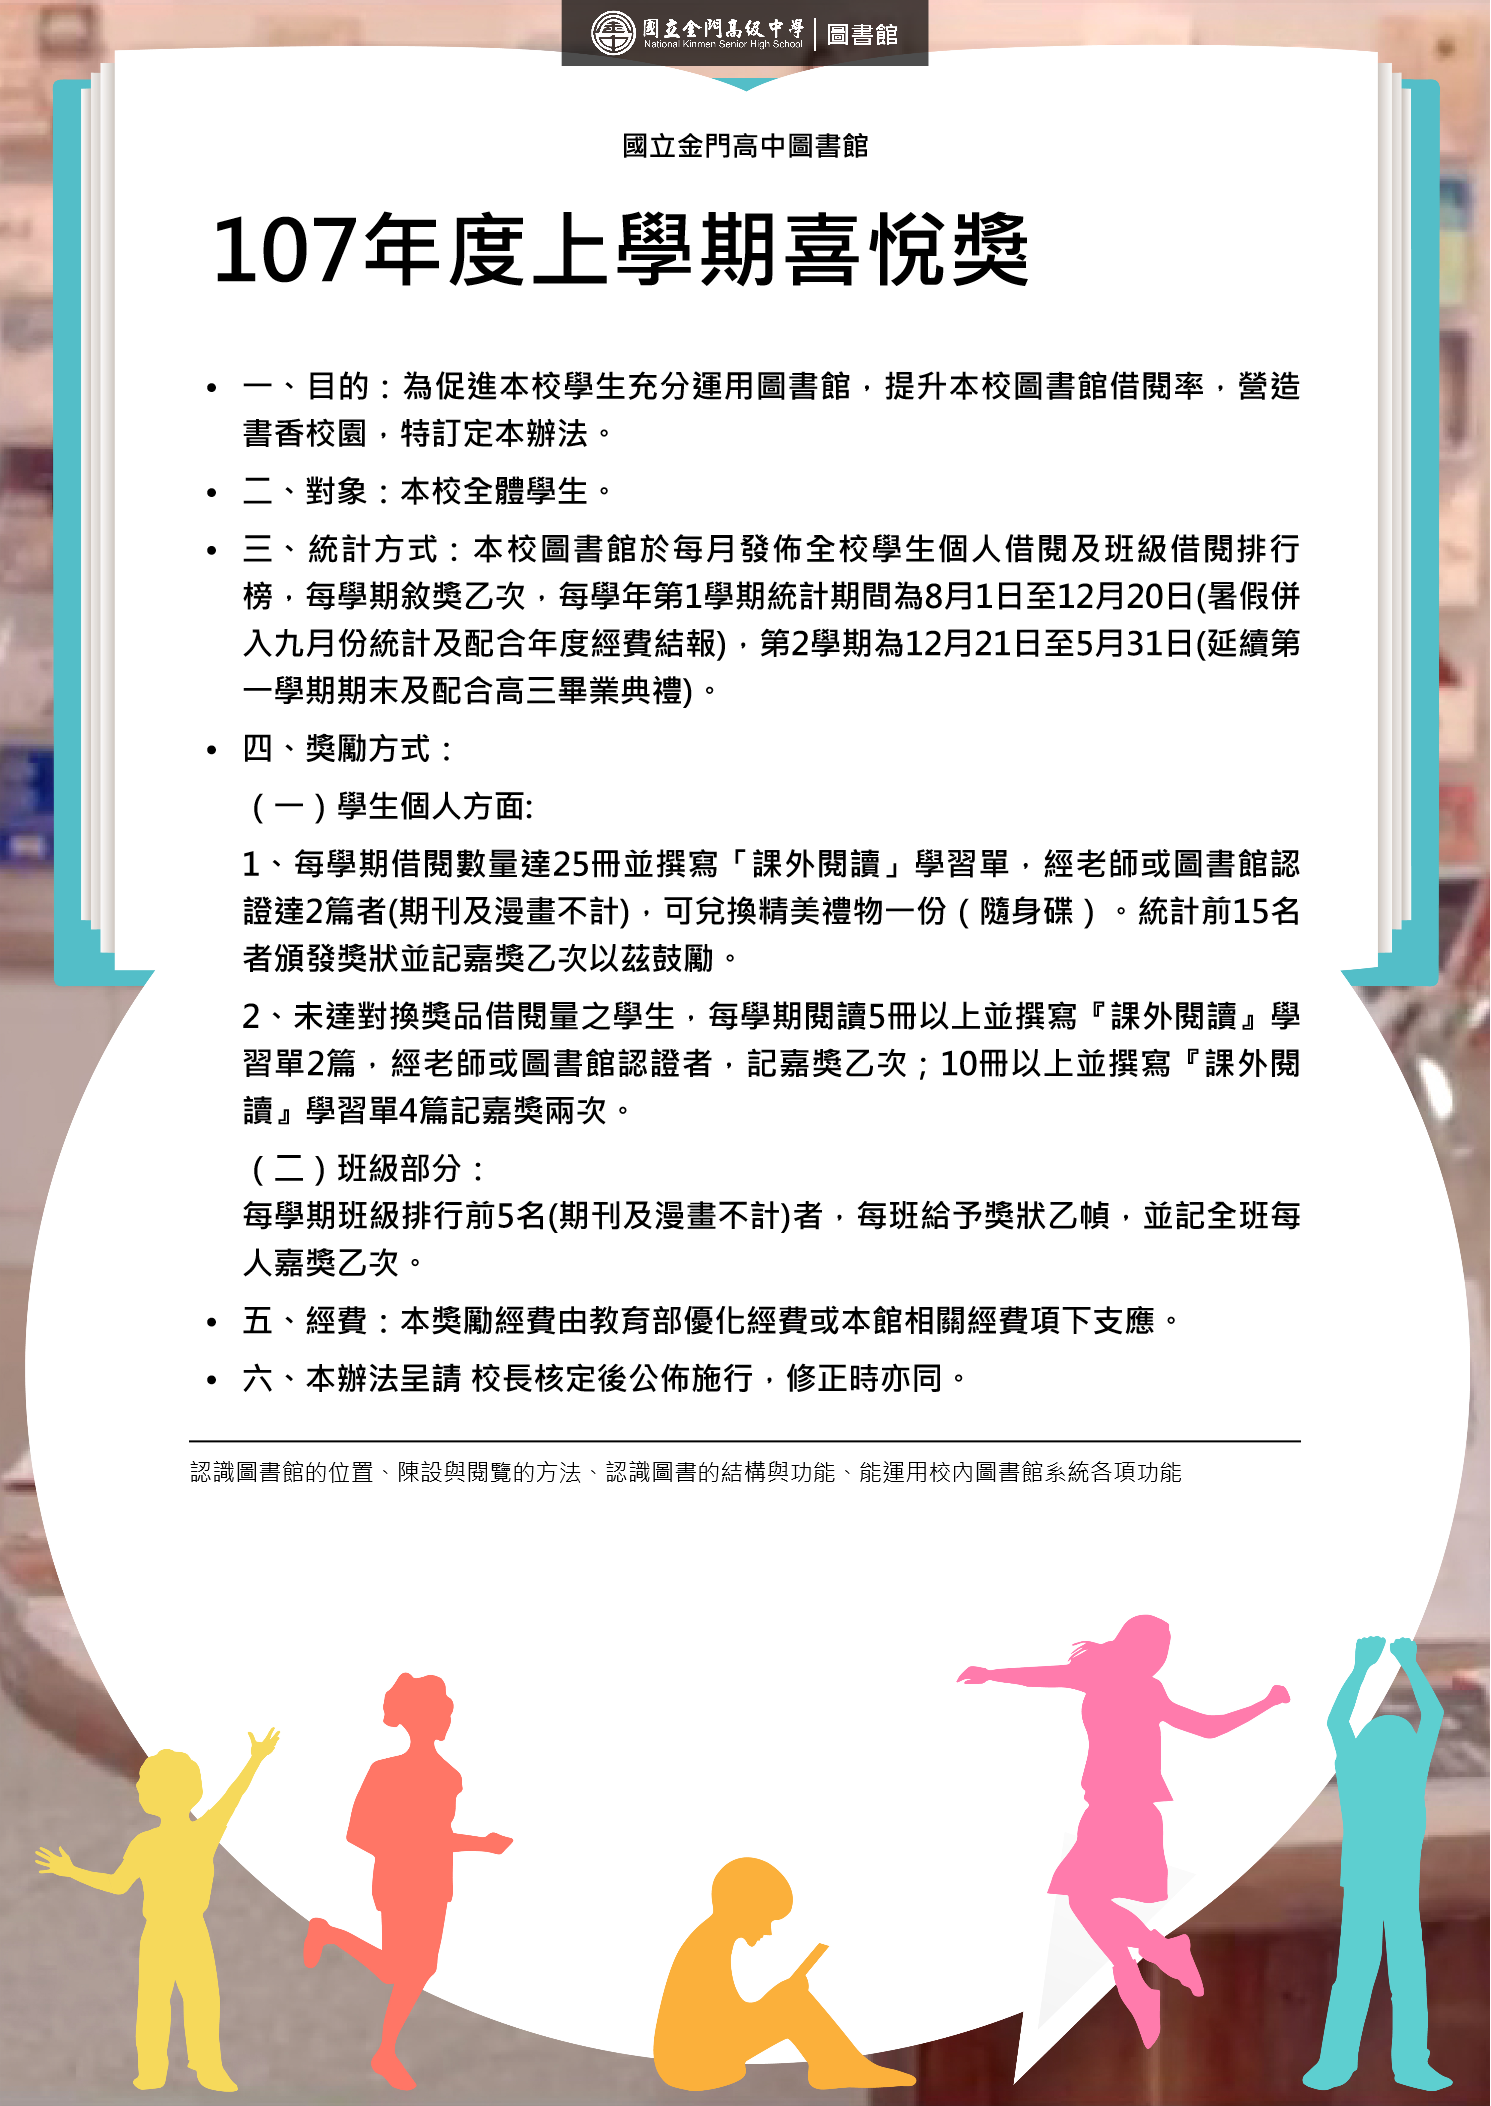 國立金門高級中學
National Kinmen Senior High School
圖書館
國立金門高中圖書館
107年度上學期喜悅獎
• 一、目的：為促進本校學生充分運用圖書館，提升本校圖書館借閱率，營造
書香校園，特訂定本辦法。
• 二、對象：本校全體學生。
• 三、統計方式：本校圖書館於每月發佈全校學生個人借閱及班級借閱排行
榜，每學期敘獎乙次，每學年第1學期統計期間為8月1日至12月20日(暑假併
入九月份統計及配合年度經費結報)，第2學期為12月21日至5月31日(延續第
一學期期末及配合高三畢業典禮)。
• 四、獎勵方式：
（一）學生個人方面:
1、每學期借閱數量達25冊並撰寫「課外閱讀」學習單，經老師或圖書館認
證達2篇者(期刊及漫畫不計)，可兌換精美禮物一份（隨身碟）。統計前15名
者頒發獎狀並記嘉獎乙次以茲鼓勵。
2、未達對換獎品借閱量之學生，每學期閱讀5冊以上並撰寫『課外閱讀』學
習單2篇，經老師或圖書館認證者，記嘉獎乙次；10冊以上並撰寫『課外閱
讀』學習單4篇記嘉獎兩次。
（二）班級部分：
每學期班級排行前5名(期刊及漫畫不計)者，每班給予獎狀乙幀，並記全班每
人嘉獎乙次。
• 五、經費：本獎勵經費由教育部優化經費或本館相關經費項下支應。
• 六、本辦法呈請 校長核定後公佈施行，修正時亦同。
認識圖書館的位置、陳設與閱覽的方法、認識圖書的結構與功能、能運用校內圖書館系統各項功能